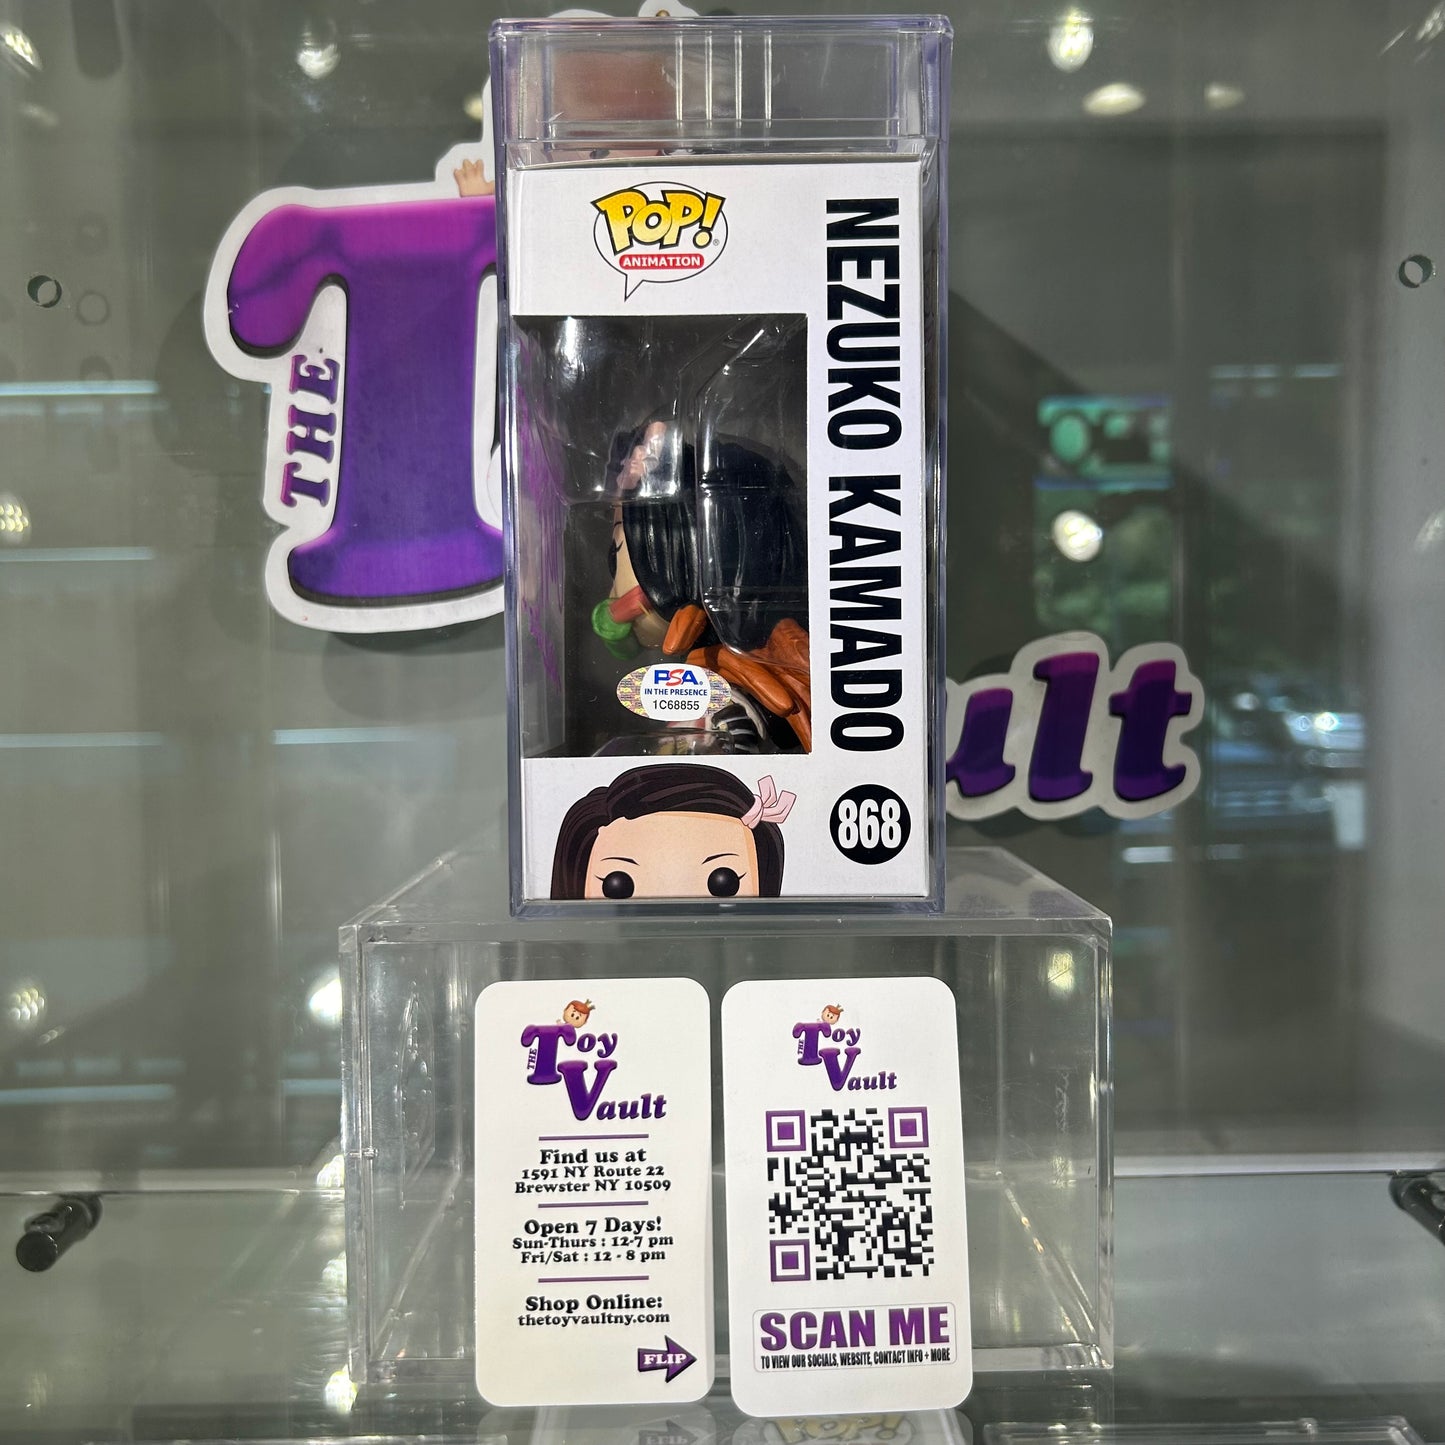 THE
T
ult
POP!
ANIMATION
NEZUKO KAMADO
868
PSA
IN THE PRESENCE
1C68855
THE Toy
Vault
Find us at
1591 NY Route 22
Brewster NY 10509
Open 7 Days!
Sun-Thurs : 12-7 pm
Fri/Sat : 12 - 8 pm
Shop Online:
thetoyvaultny.com
FLIP
THE Toy
Vault
SCAN ME
TO VIEW OUR SOCIALS, WEBSITE, CONTACT INFO + MORE